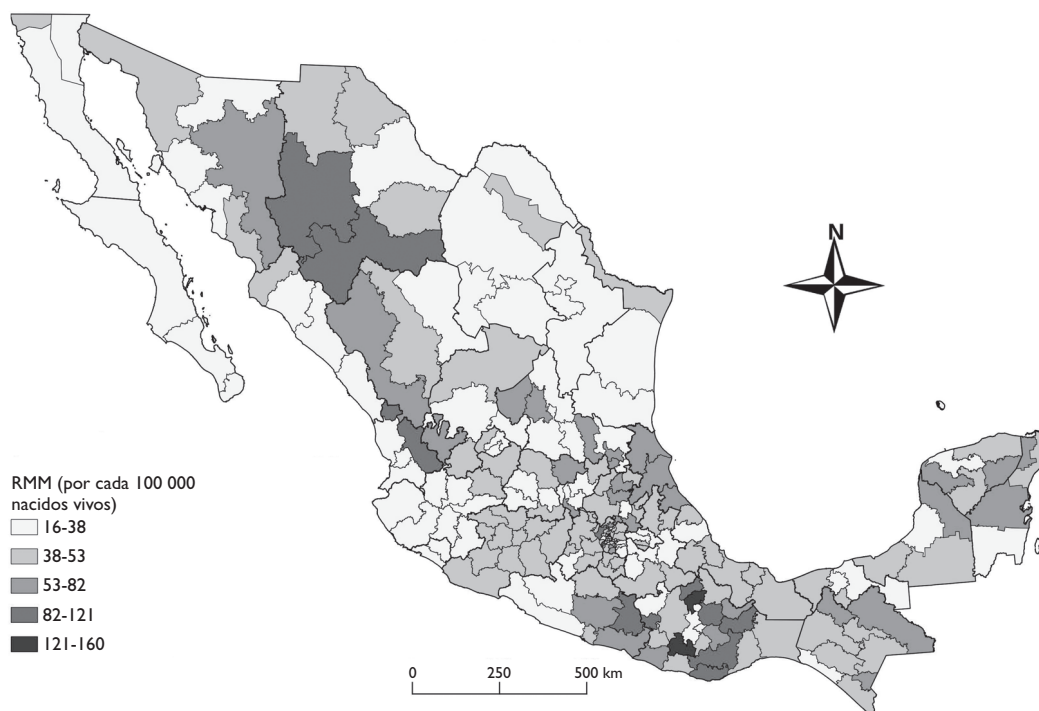 N
RMM (por cada 100 000
nacidos vivos)
16-38
38-53
53-82
82-121
121-160
0 250 500 km